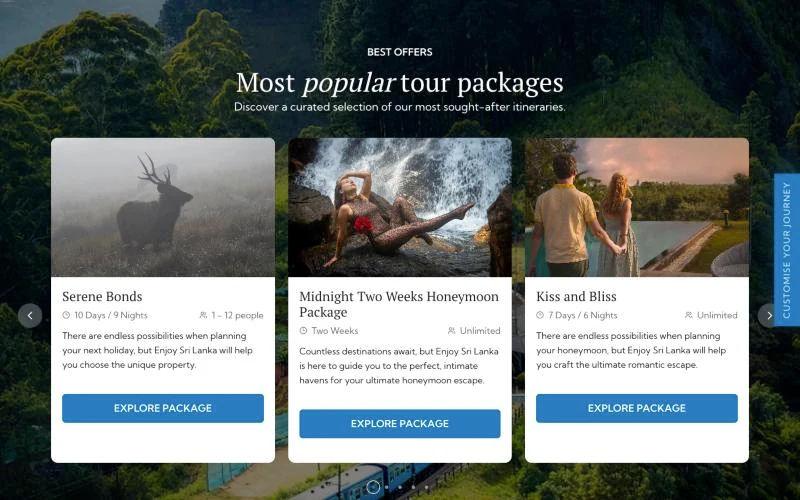 BEST OFFERS
Most popular tour packages
Discover a curated selection of our most sought-after itineraries.
Serene Bonds
10 Days / 9 Nights
1 – 12 people
There are endless possibilities when planning
your next holiday, but Enjoy Sri Lanka will help
you choose the unique property.
EXPLORE PACKAGE
Midnight Two Weeks Honeymoon
Package
Two Weeks
Unlimited
Countless destinations await, but Enjoy Sri Lanka
is here to guide you to the perfect, intimate
havens for your ultimate honeymoon escape.
EXPLORE PACKAGE
Kiss and Bliss
7 Days / 6 Nights
Unlimited
There are endless possibilities when planning
your honeymoon, but Enjoy Sri Lanka will help
you craft the ultimate romantic escape.
EXPLORE PACKAGE
CUSTOMISE YOUR JOURNEY